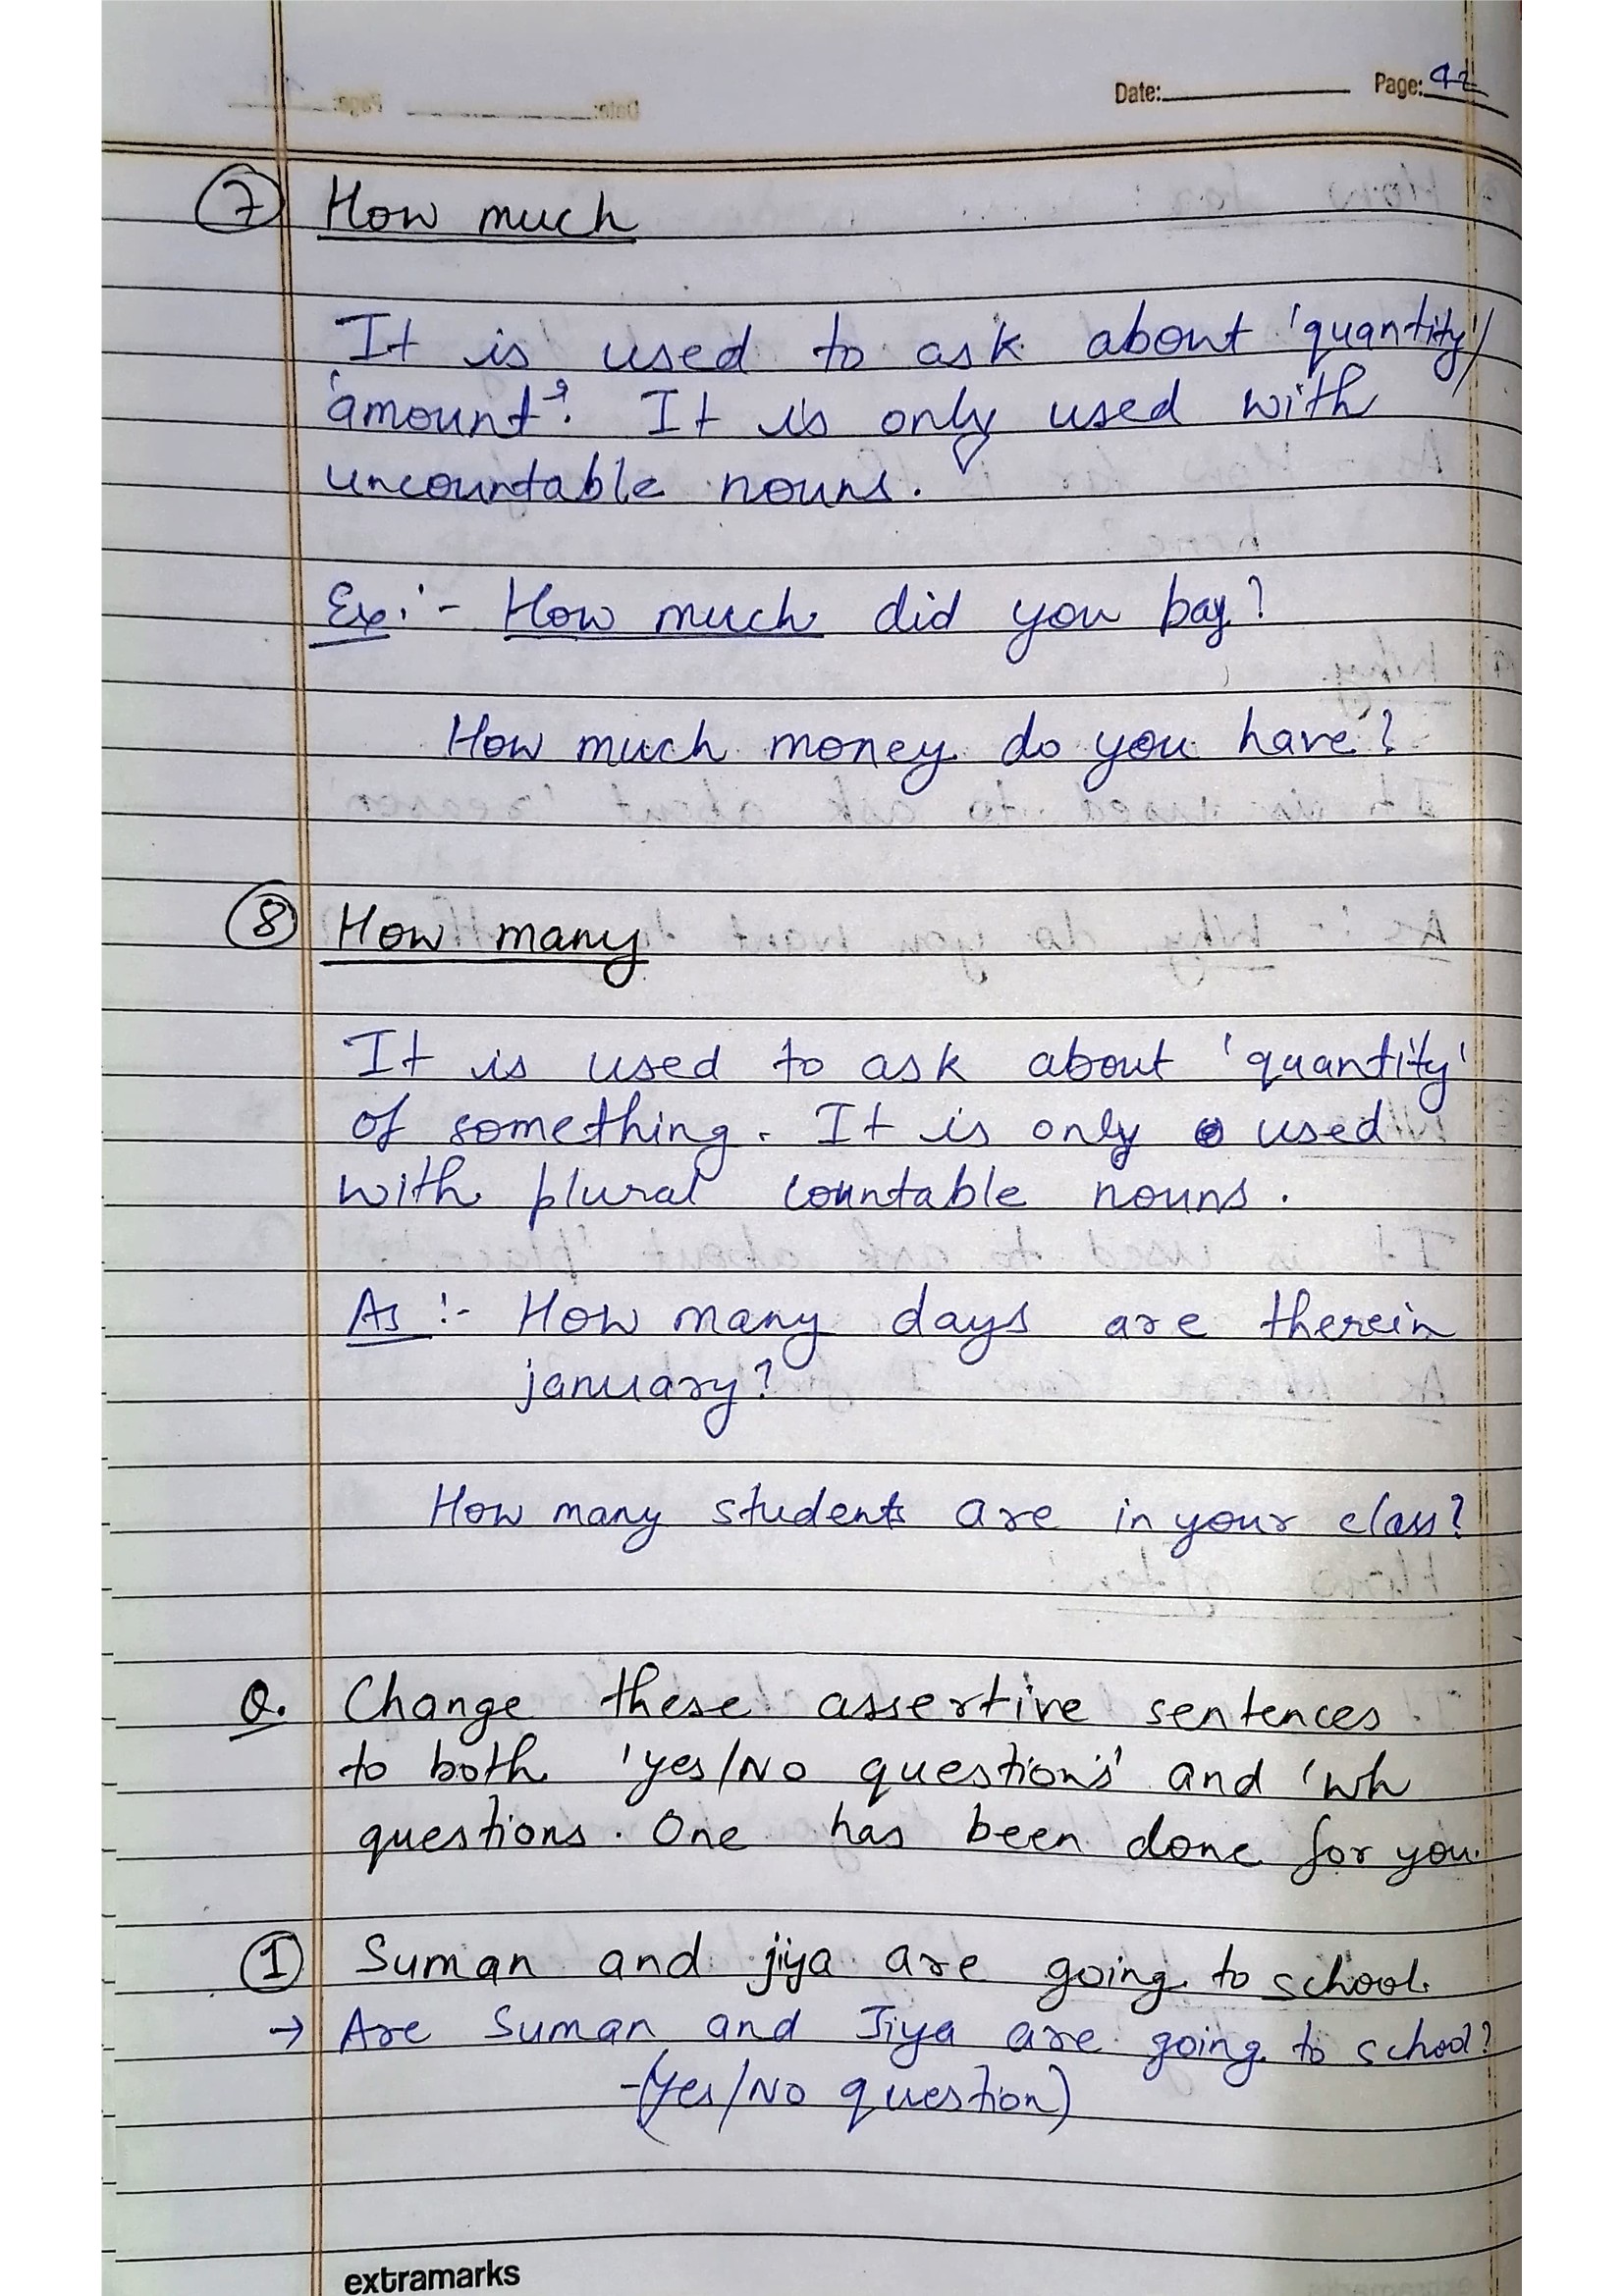 Date: Page: 42
⑦ How much
It is used to ask about 'quantity'/
'amount'. It is only used with
uncountable nouns.
Ex:- How much did you pay?
How much money do you have?
⑧ How many
It is used to ask about 'quantity'
of something. It is only used
with plural countable nouns.
As :- How many days are therein
january?
How many students are in your class?
Q. Change these assertive sentences
to both 'yes/No questions' and 'wh
questions. One has been done for you.
① Suman and jiya are going to school.
→ Are Suman and Jiya are going to school?
-(Yes/No question)
extramarks